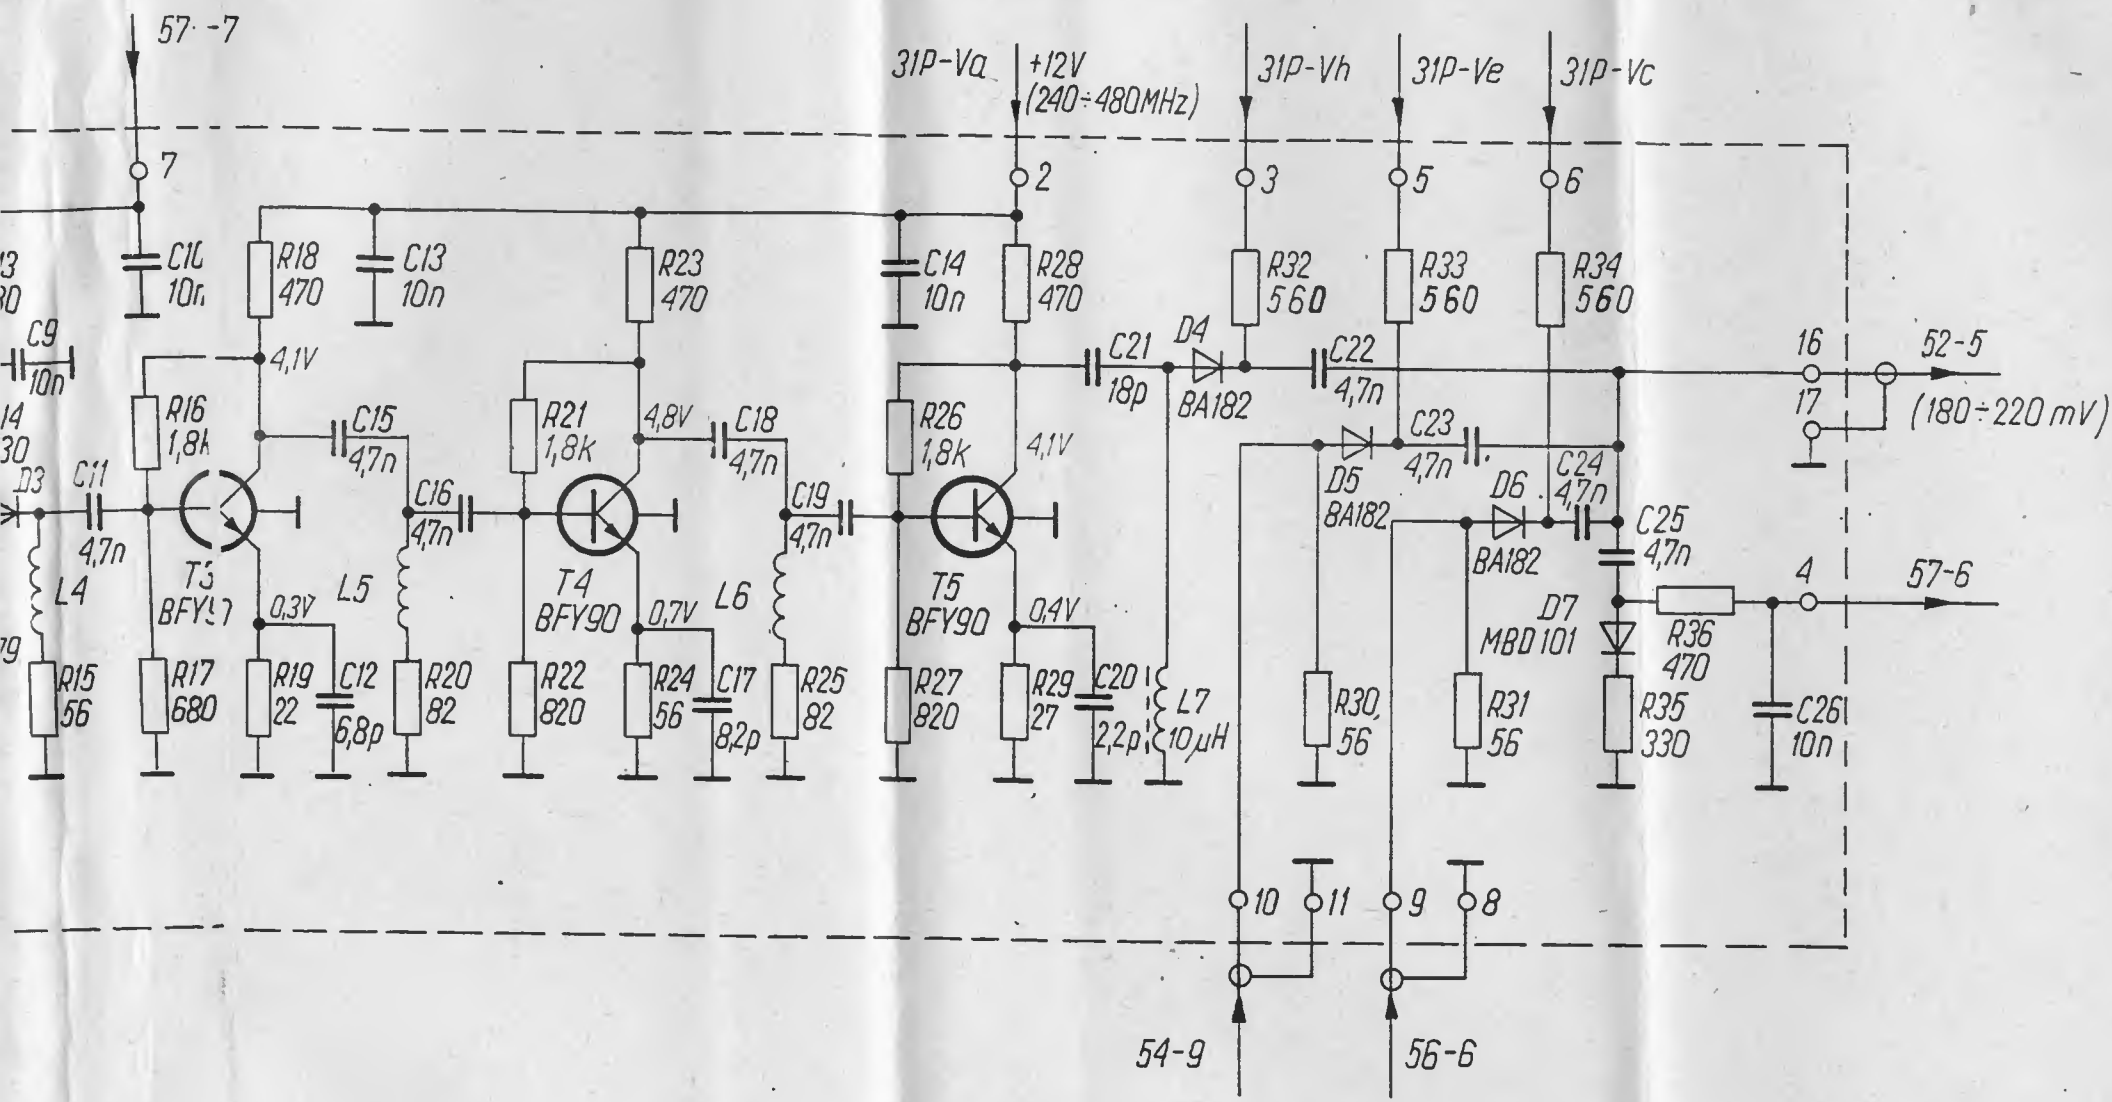 57-7
31P-Va
+12V
(240÷480MHz)
31P-Vh
31P-Ve
31P-Vc
7
2
3
5
6
C10
10n
R18
470
C13
10n
R23
470
C14
10n
R28
470
R32
560
R33
560
R34
560
C9
10n
4,1V
R16
1,8k
C15
4,7n
R21
1,8k
4,8V
C18
4,7n
R26
1,8k
4,1V
C21
18p
D4
BA182
C22
4,7n
16
17
52-5
(180÷220mV)
D3
C11
4,7n
C16
4,7n
C19
4,7n
D5
BA182
C23
4,7n
D6
BA182
C24
4,7n
C25
4,7n
L4
T3
0,3V
L5
T4
BFY90
0,7V
L6
T5
BFY90
0,4V
D7
MBD101
R36
470
4
57-6
R15
56
R17
680
R19
22
C12
6,8p
R20
82
R22
820
R24
56
C17
8,2p
R25
82
R27
820
R29
27
C20
2,2p
L7
10µH
R30
56
R31
56
R35
330
C26
10n
10
11
9
8
54-9
56-6